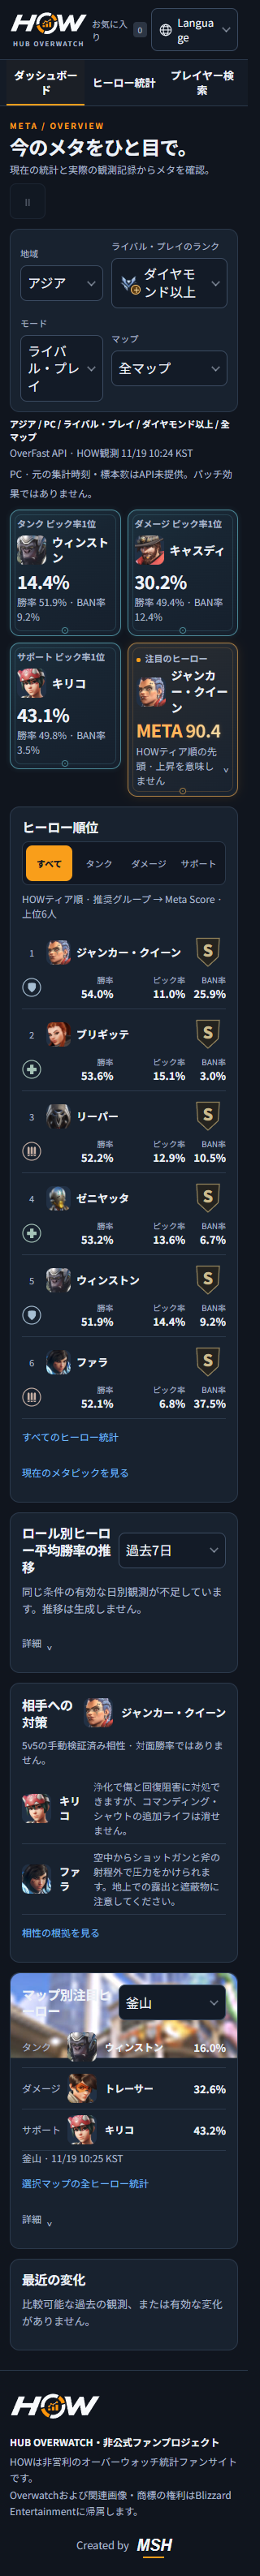 HOW
HUB OVERWATCH
お気に入
り
0
Langua
ge
ダッシュボー
ド
ヒーロー統計
プレイヤー検
索
META / OVERVIEW
今のメタをひと目で。
現在の統計と実際の観測記録からメタを確認。
地域
アジア
ライバル・プレイのランク
ダイヤモ
ンド以上
モード
ライバ
ル・プレ
イ
マップ
全マップ
アジア / PC / ライバル・プレイ / ダイヤモンド以上 / 全
マップ
OverFast API · HOW観測 11/19 10:24 KST
PC · 元の集計時刻・標本数はAPI未提供。パッチ効
果ではありません。
タンク ピック率1位
ウィンスト
ン
14.4%
勝率 51.9% · BAN率
9.2%
ダメージ ピック率1位
キャスディ
30.2%
勝率 49.4% · BAN率
12.4%
サポート ピック率1位
キリコ
43.1%
勝率 49.8% · BAN率
3.5%
注目のヒーロー
ジャンカ
ー・クイー
ン
META 90.4
HOWティア順の先
頭 · 上昇を意味し
ません
ヒーロー順位
すべて
タンク
ダメージ
サポート
HOWティア順 · 推奨グループ → Meta Score ·
上位6人
1
ジャンカー・クイーン
S
勝率 ピック率 BAN率
54.0% 11.0% 25.9%
2
ブリギッテ
S
勝率 ピック率 BAN率
53.6% 15.1% 3.0%
3
リーパー
S
勝率 ピック率 BAN率
52.2% 12.9% 10.5%
4
ゼニヤッタ
S
勝率 ピック率 BAN率
53.2% 13.6% 6.7%
5
ウィンストン
S
勝率 ピック率 BAN率
51.9% 14.4% 9.2%
6
ファラ
S
勝率 ピック率 BAN率
52.1% 6.8% 37.5%
すべてのヒーロー統計
現在のメタピックを見る
ロール別ヒーロ
ー平均勝率の推
移
過去7日
同じ条件の有効な日別観測が不足していま
す。推移は生成しません。
詳細
相手への
対策
ジャンカー・クイーン
5v5の手動検証済み相性 · 対面勝率ではありま
せん。
キリ
コ
浄化で傷と回復阻害に対処で
きますが、コマンディング・
シャウトの追加ライフは消せ
ません。
ファ
ラ
空中からショットガンと斧の
射程外で圧力をかけられま
す。地上での露出と遮蔽物に
注意してください。
相性の根拠を見る
マップ別注目ヒ
ーロー
釜山
タンク
ウィンストン
16.0%
ダメージ
トレーサー
32.6%
サポート
キリコ
43.2%
釜山 · 11/19 10:25 KST
選択マップの全ヒーロー統計
詳細
最近の変化
比較可能な過去の観測、または有効な変化
がありません。
HOW
HUB OVERWATCH・非公式ファンプロジェクト
HOWは非営利のオーバーウォッチ統計ファンサイト
です。
Overwatchおよび関連画像・商標の権利はBlizzard
Entertainmentに帰属します。
Created by MSH